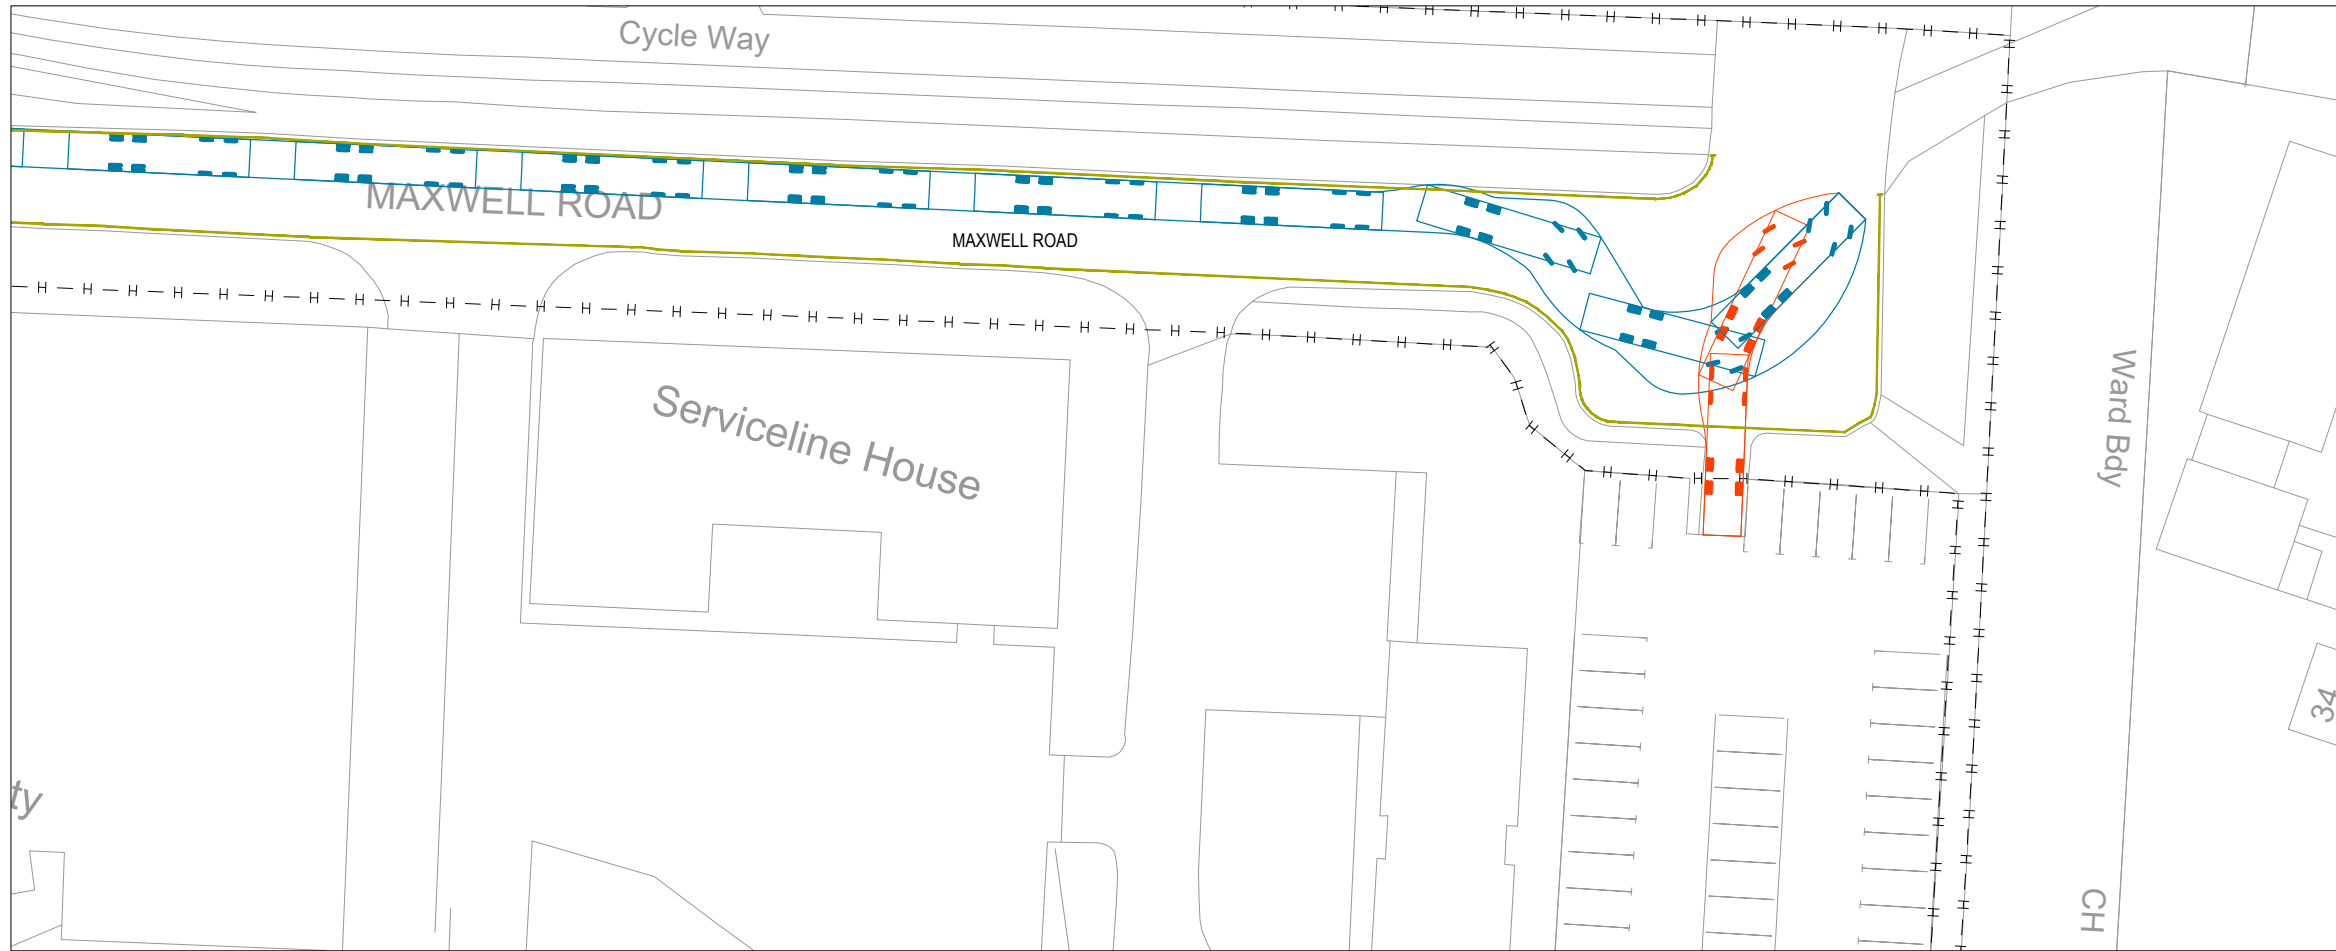 Cycle Way
MAXWELL ROAD
MAXWELL ROAD
Serviceline House
Ward Bdy
34
ty
CH